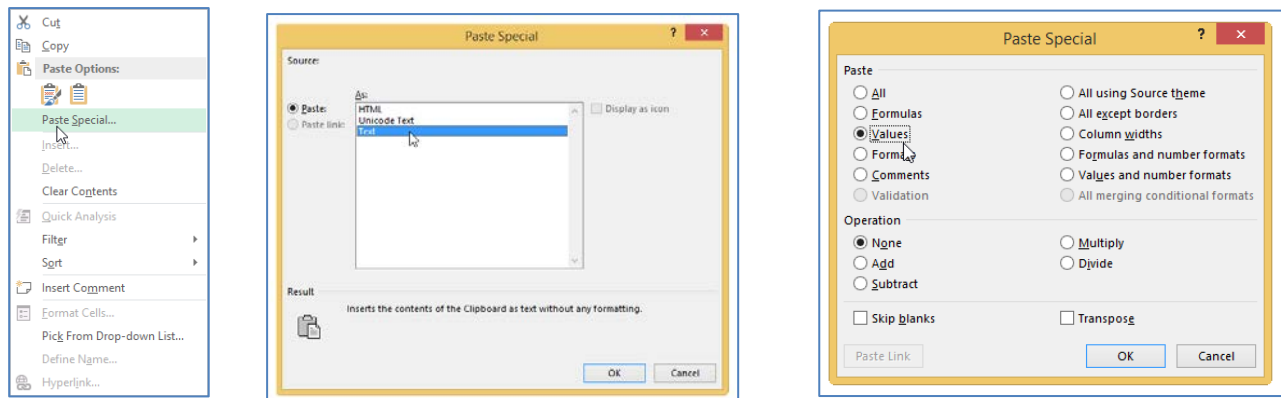 Cut
Copy
Paste Options:
Paste Special...
Insert...
Delete...
Clear Contents
Quick Analysis
Filter
Sort
Insert Comment
Format Cells...
Pick From Drop-down List...
Define Name...
Hyperlink...
Paste Special ?
Source:
As:
Paste:
Paste link:
HTML
Unicode Text
Text
Display as icon
Result
Inserts the contents of the Clipboard as text without any formatting.
OK Cancel
Paste Special ?
Paste
All
Formulas
Values
Formats
Comments
Validation
All using Source theme
All except borders
Column widths
Formulas and number formats
Values and number formats
All merging conditional formats
Operation
None
Add
Subtract
Multiply
Divide
Skip blanks
Transpose
Paste Link
OK
Cancel